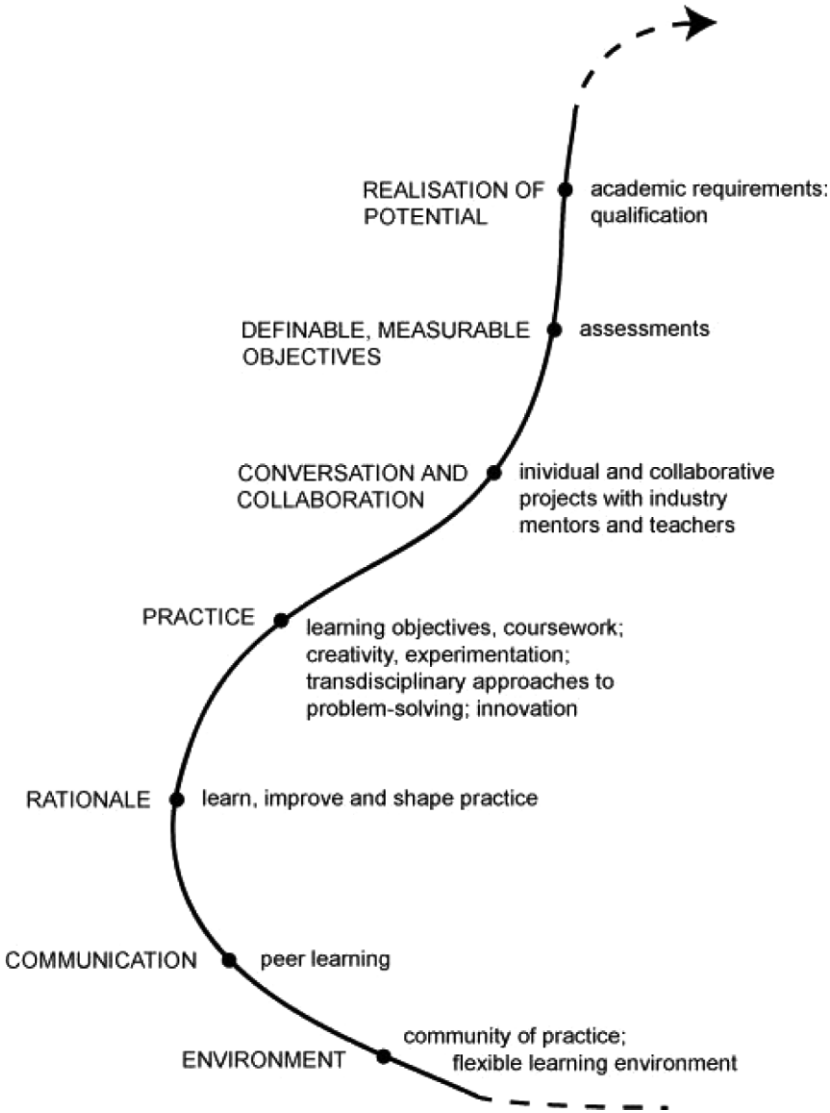 REALISATION OF
POTENTIAL
academic requirements:
qualification
DEFINABLE, MEASURABLE
OBJECTIVES
assessments
CONVERSATION AND
COLLABORATION
inividual and collaborative
projects with industry
mentors and teachers
PRACTICE
learning objectives, coursework;
creativity, experimentation;
transdisciplinary approaches to
problem-solving; innovation
RATIONALE
learn, improve and shape practice
COMMUNICATION
peer learning
ENVIRONMENT
community of practice;
flexible learning environment